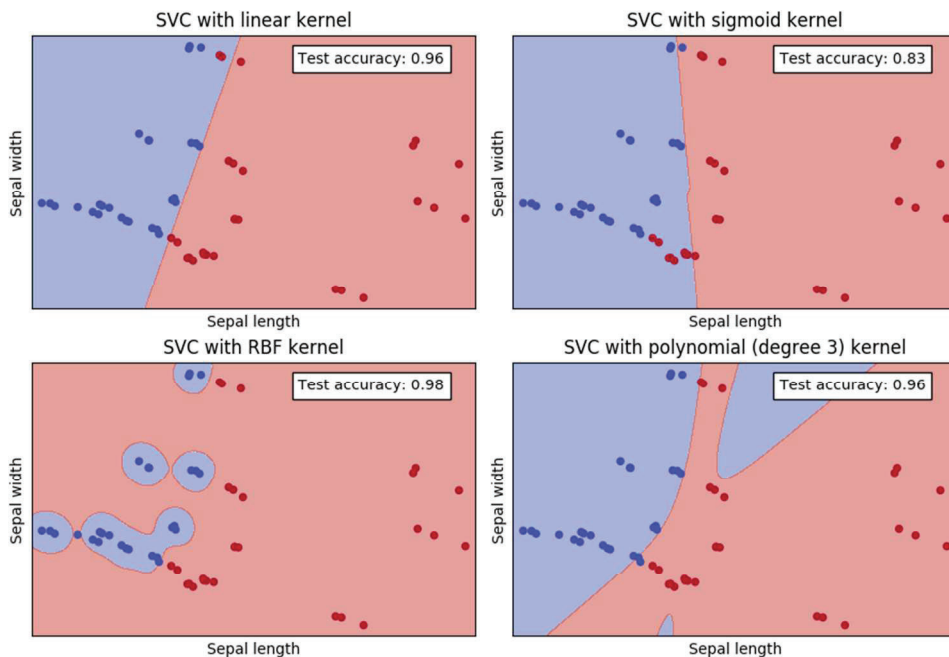 SVC with linear kernel
Test accuracy: 0.96
Sepal width
Sepal length
SVC with sigmoid kernel
Test accuracy: 0.83
Sepal width
Sepal length
SVC with RBF kernel
Test accuracy: 0.98
Sepal width
Sepal length
SVC with polynomial (degree 3) kernel
Test accuracy: 0.96
Sepal width
Sepal length